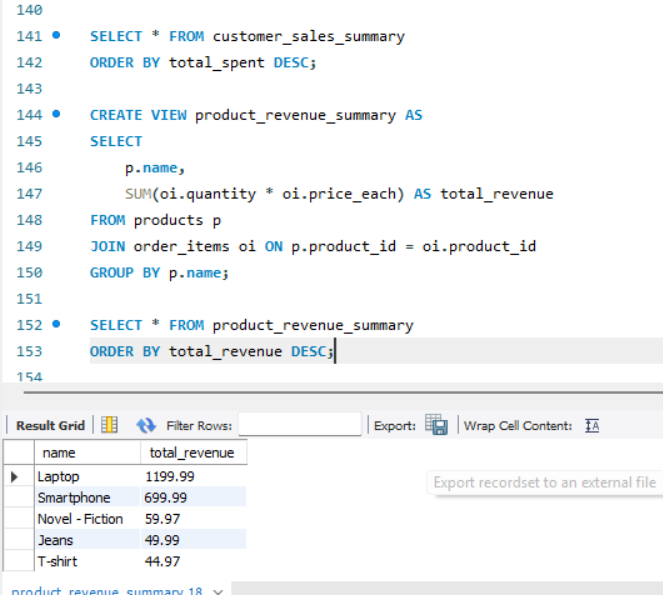 140
141 SELECT * FROM customer_sales_summary
142 ORDER BY total_spent DESC;
143
144 CREATE VIEW product_revenue_summary AS
145 SELECT
146 p.name,
147 SUM(oi.quantity * oi.price_each) AS total_revenue
148 FROM products p
149 JOIN order_items oi ON p.product_id = oi.product_id
150 GROUP BY p.name;
151
152 SELECT * FROM product_revenue_summary
153 ORDER BY total_revenue DESC;
154
Result Grid Filter Rows: Export: Wrap Cell Content: IA
name total_revenue
Laptop 1199.99
Export recordset to an external file
Smartphone 699.99
Novel - Fiction 59.97
Jeans 49.99
T-shirt 44.97
product_revenue_summary 18